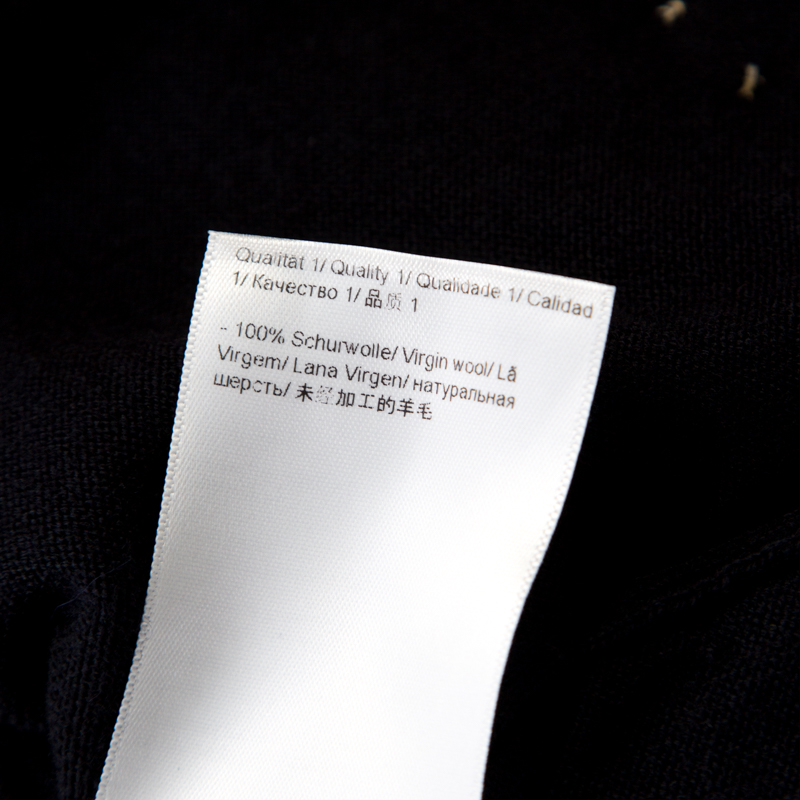 Qualität 1/ Quality 1/ Qualidade 1/ Calidad
1/ Качество 1/ 品质 1
- 100% Schurwolle/ Virgin wool/ Lã
Virgem/ Lana Virgen/ натуральная
шерсть/ 未经加工的羊毛